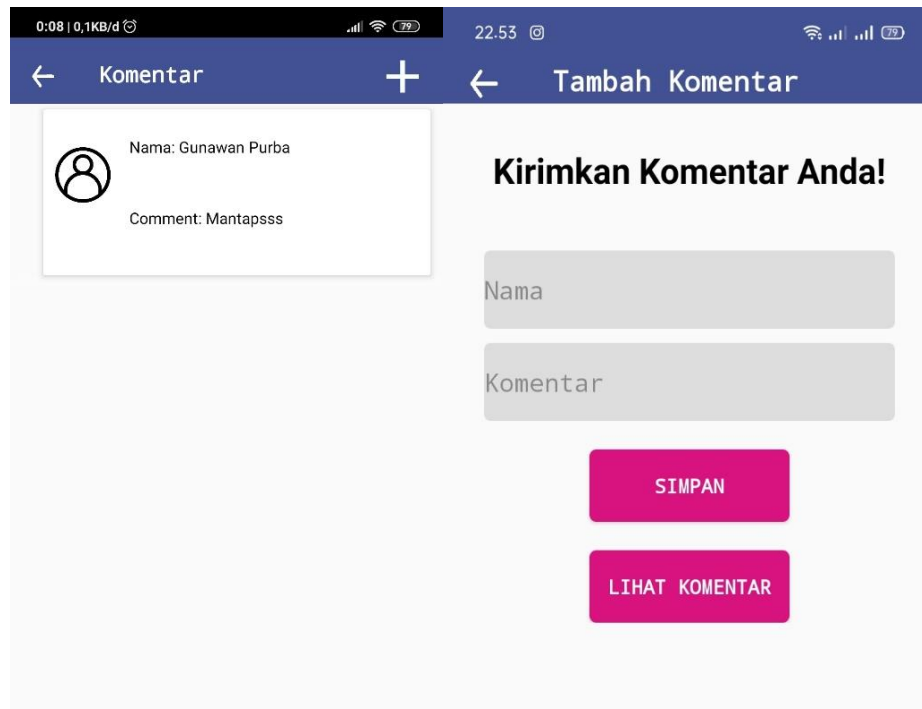 0:08 | 0,1KB/d
79
Komentar
Nama: Gunawan Purba
Comment: Mantapsss
22.53
79
Tambah Komentar
Kirimkan Komentar Anda!
Nama
Komentar
SIMPAN
LIHAT KOMENTAR